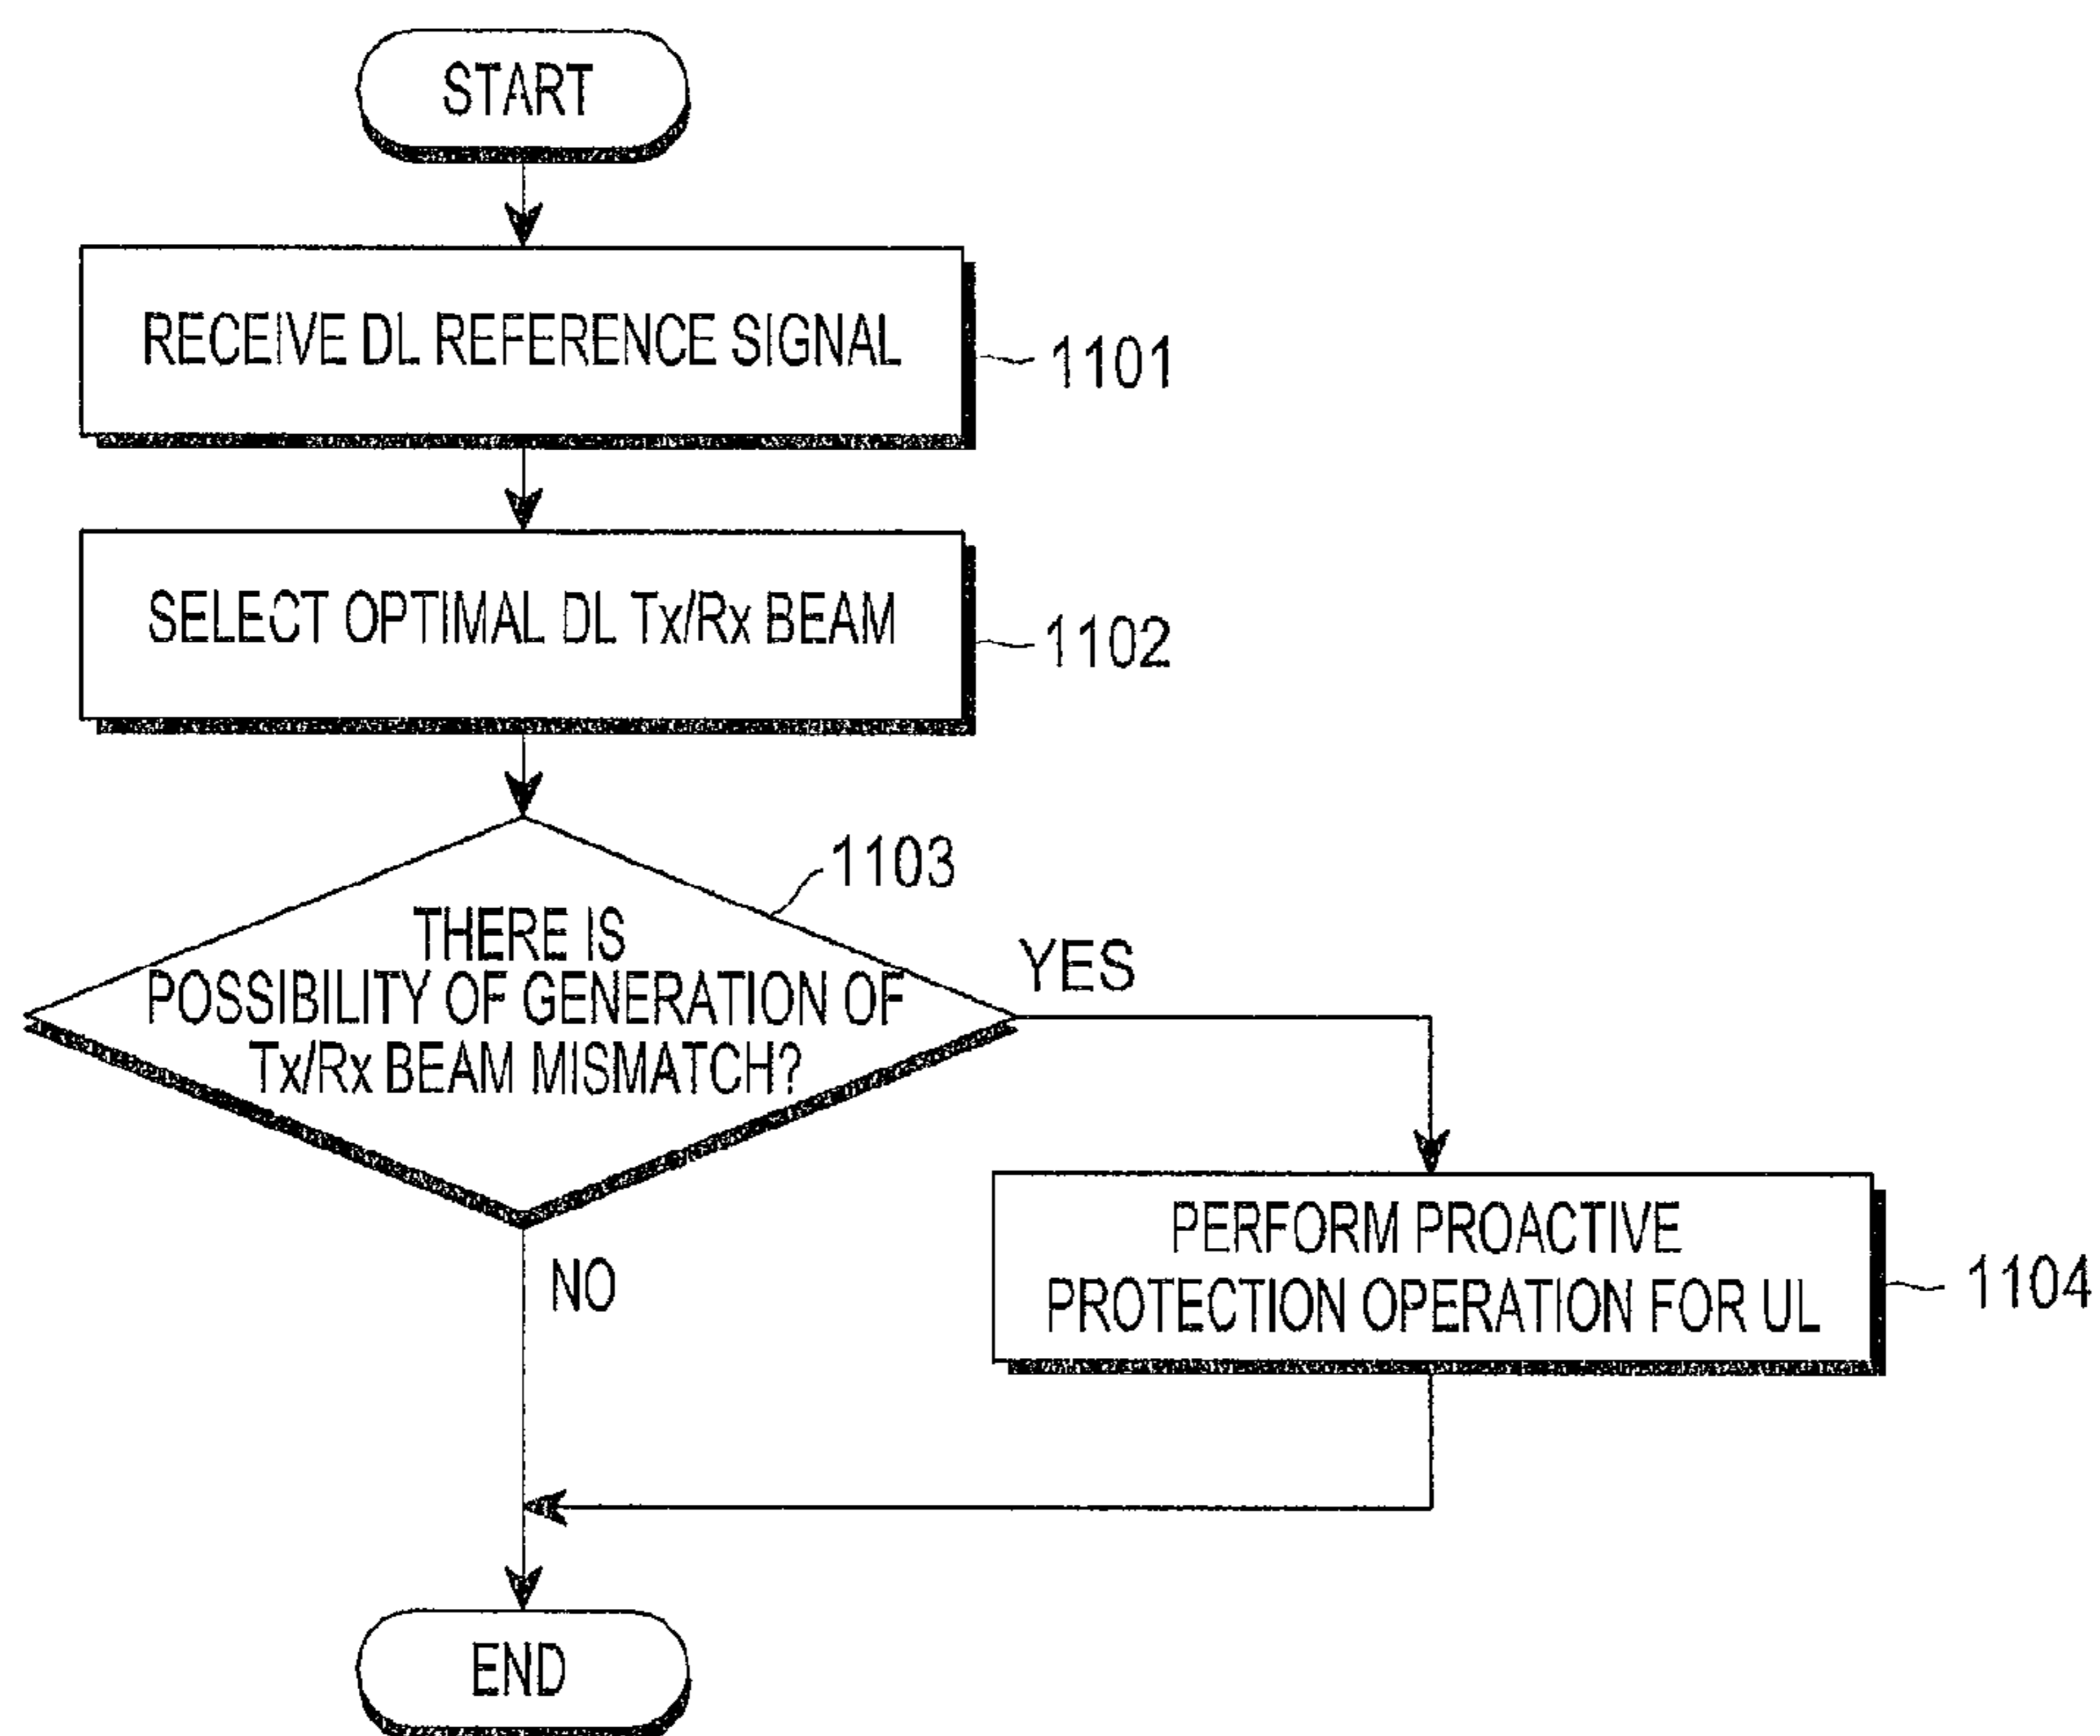 START
RECEIVE DL REFERENCE SIGNAL
1101
SELECT OPTIMAL DL Tx/Rx BEAM
1102
1103
THERE IS
POSSIBILITY OF GENERATION OF
Tx/Rx BEAM MISMATCH?
YES
NO
PERFORM PROACTIVE
PROTECTION OPERATION FOR UL
1104
END